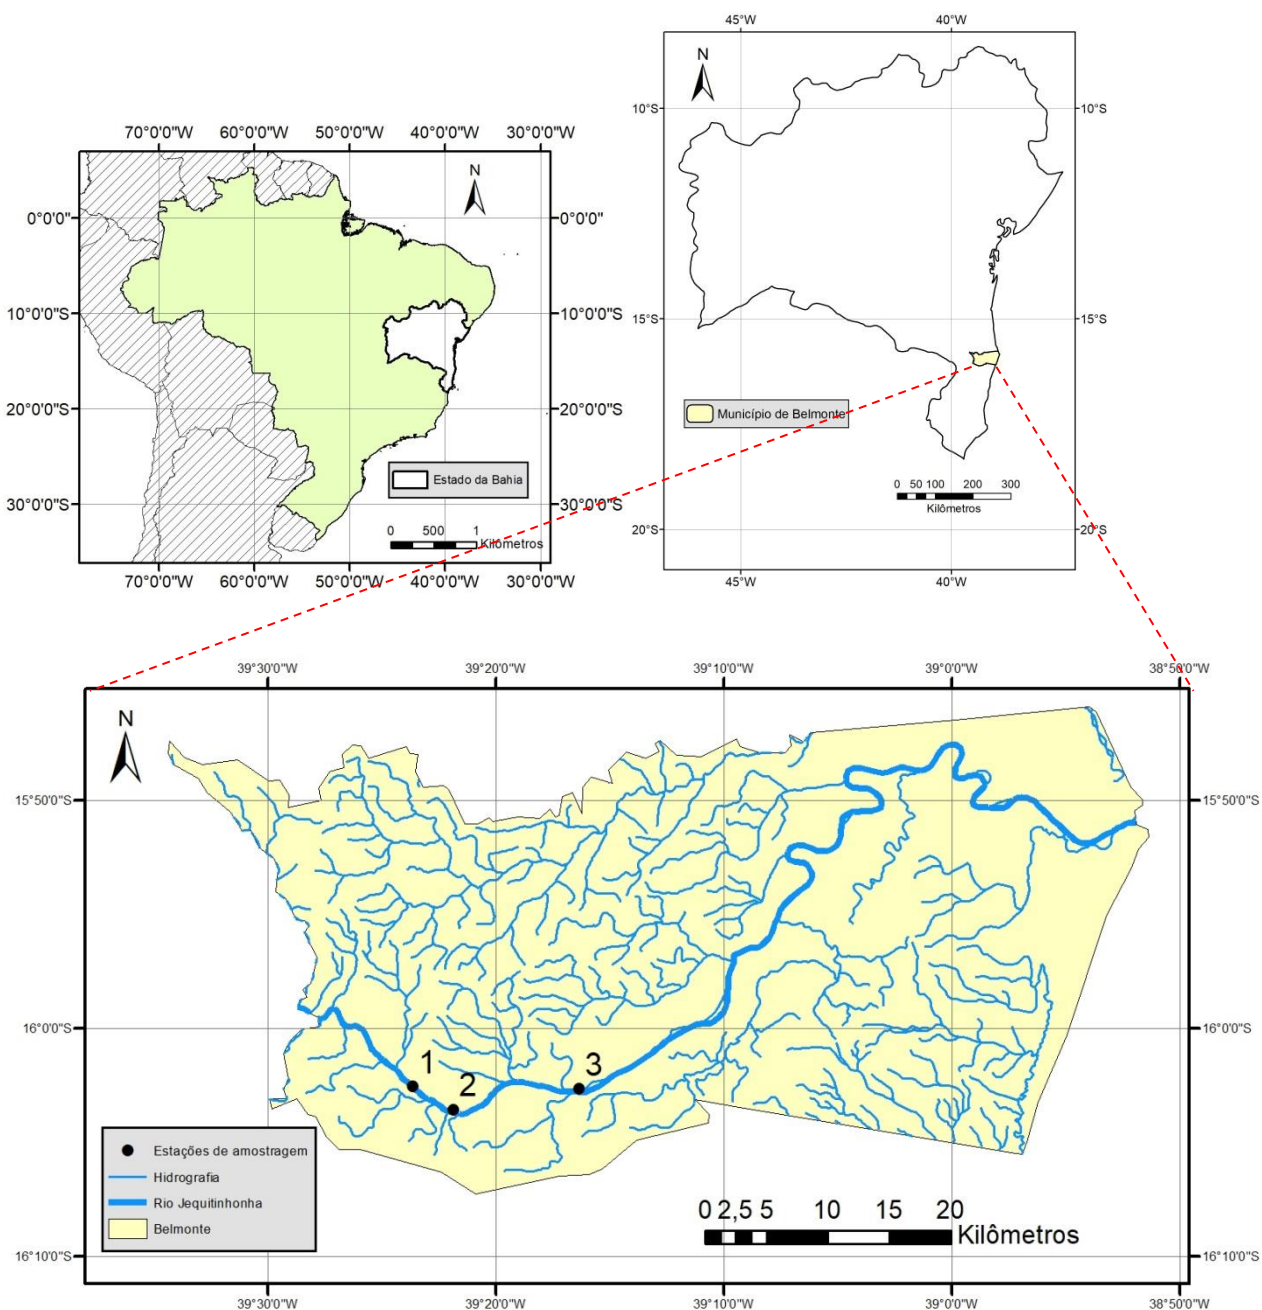 70°0'0"W 60°0'0"W 50°0'0"W 40°0'0"W 30°0'0"W
N
0°0'0" 0°0'0"
10°0'0"S 10°0'0"S
20°0'0"S 20°0'0"S
30°0'0"S 30°0'0"S
Estado da Bahia
0 500 1
Kilômetros
70°0'0"W 60°0'0"W 50°0'0"W 40°0'0"W 30°0'0"W
45°W 40°W
N
10°S 10°S
15°S 15°S
Município de Belmonte
0 50 100 200 300
Kilômetros
20°S 20°S
45°W 40°W
39°30'0"W 39°20'0"W 39°10'0"W 39°0'0"W 38°50'0"W
N
15°50'0"S 15°50'0"S
16°0'0"S 16°0'0"S
1
2
3
Estações de amostragem
Hidrografia
Rio Jequitinhonha
Belmonte
0 2,5 5 10 15 20
Kilômetros
16°10'0"S 16°10'0"S
39°30'0"W 39°20'0"W 39°10'0"W 39°0'0"W 38°50'0"W